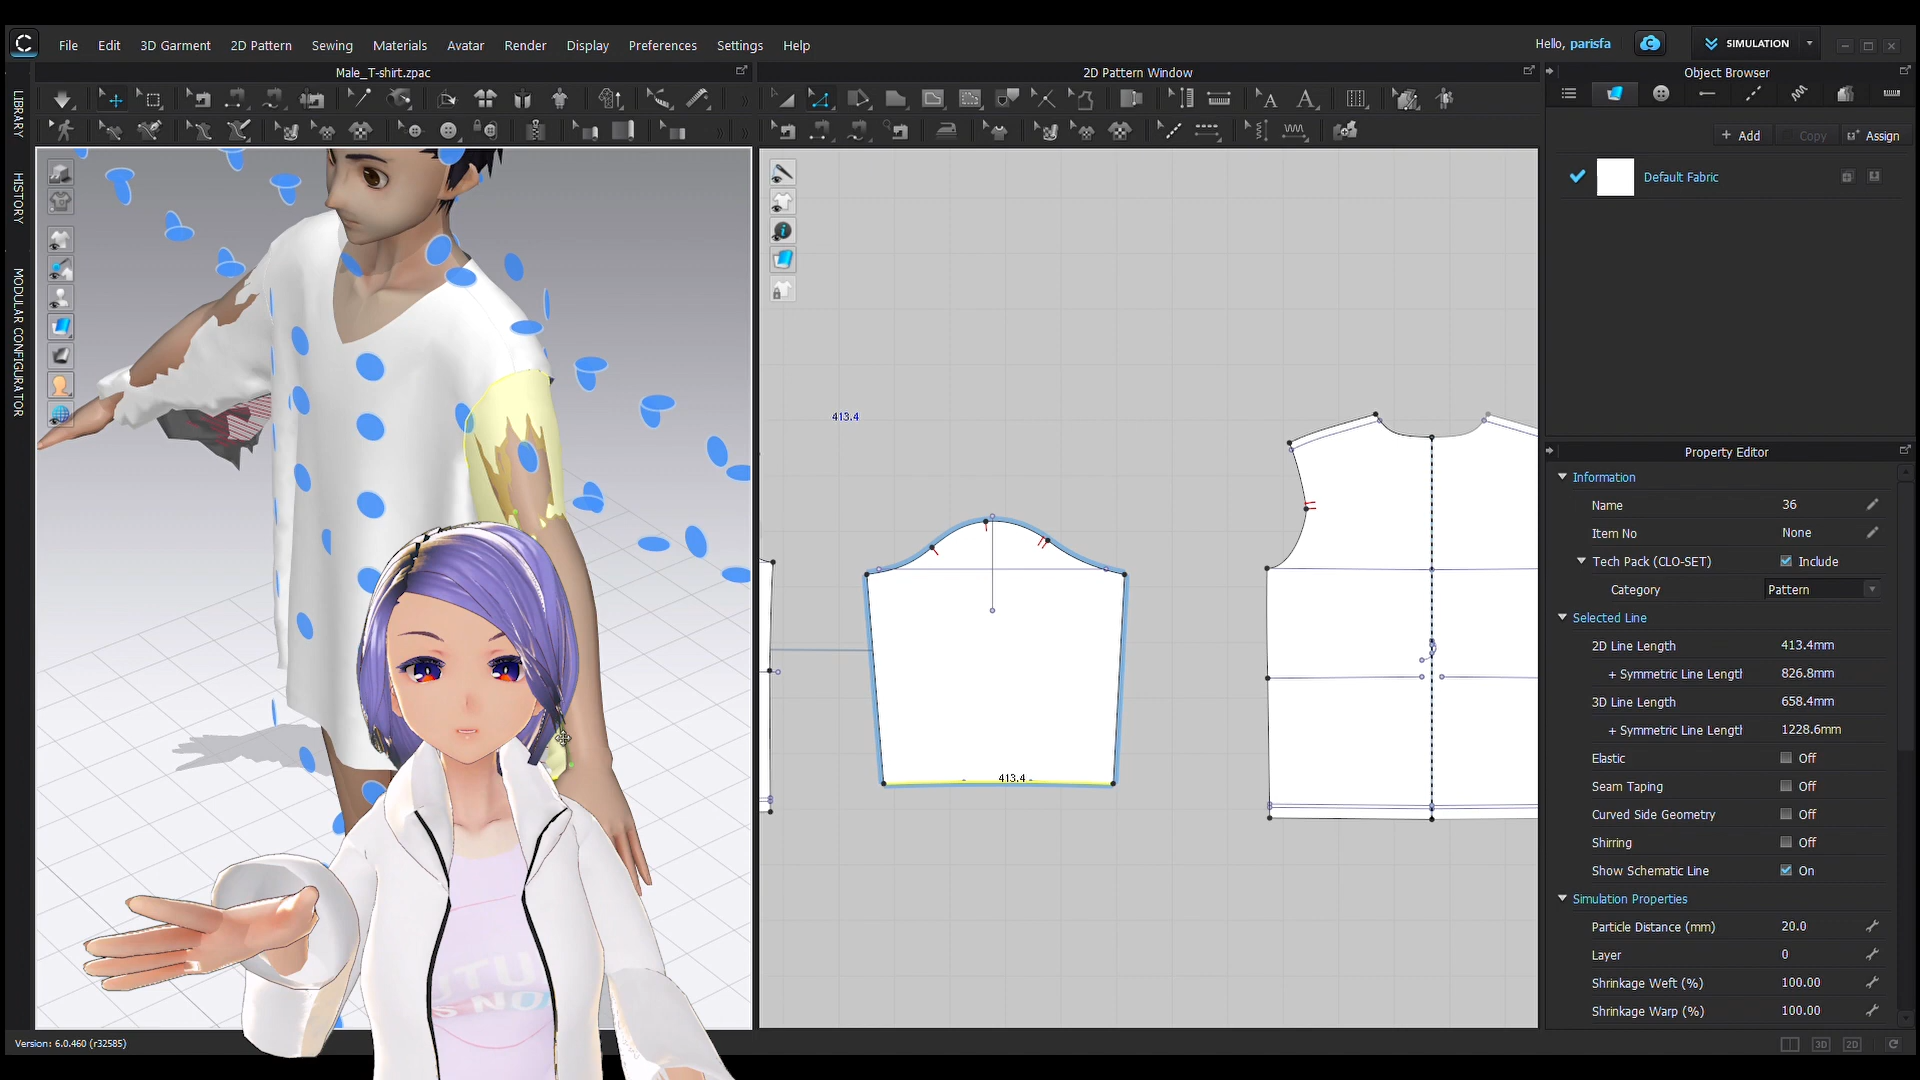 File Edit 3D Garment 2D Pattern Sewing Materials Avatar Render Display Preferences Settings Help
Hello, parisfa
SIMULATION
Male_T-shirt.zpac
2D Pattern Window
Object Browser
LIBRARY
HISTORY
MODULAR CONFIGURATOR
+ Add
Copy
Assign
Default Fabric
413.4
413.4
Property Editor
Information
Name 36
Item No None
Tech Pack (CLO-SET) Include
Category Pattern
Selected Line
2D Line Length 413.4mm
+ Symmetric Line Length 826.8mm
3D Line Length 658.4mm
+ Symmetric Line Length 1228.6mm
Elastic Off
Seam Taping Off
Curved Side Geometry Off
Shirring Off
Show Schematic Line On
Simulation Properties
Particle Distance (mm) 20.0
Layer 0
Shrinkage Weft (%) 100.00
Shrinkage Warp (%) 100.00
Version: 6.0.460 (r32585)
3D 2D